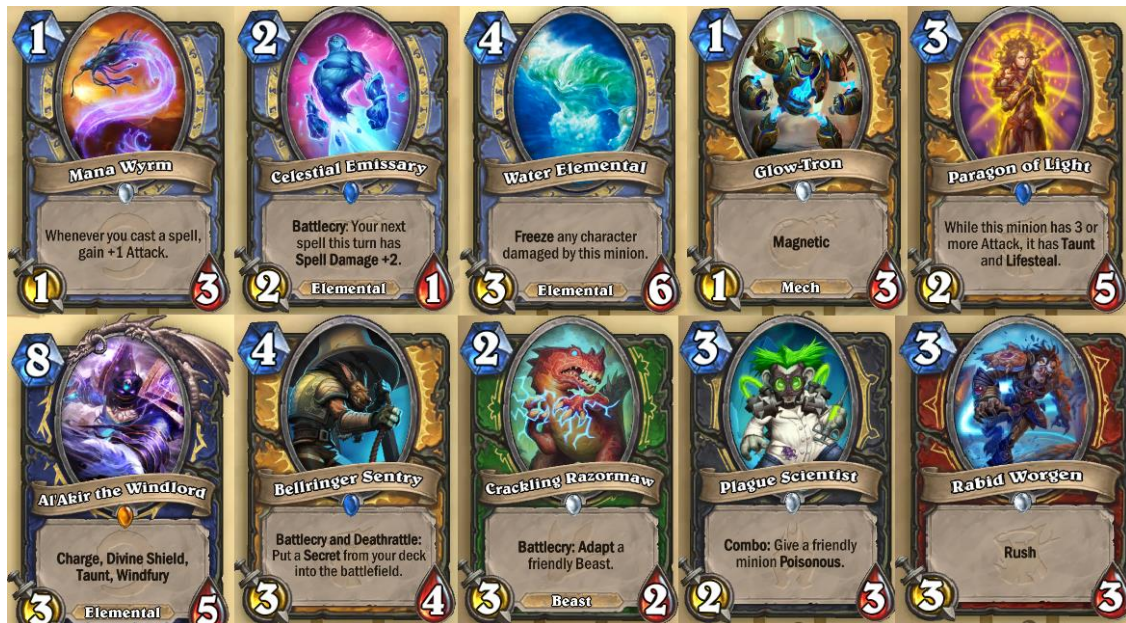 1
Mana Wyrm
Whenever you cast a spell,
gain +1 Attack.
1
3
2
Celestial Emissary
Battlecry: Your next
spell this turn has
Spell Damage +2.
2
Elemental
1
4
Water Elemental
Freeze any character
damaged by this minion.
3
Elemental
6
1
Glow-Tron
Magnetic
1
Mech
3
3
Paragon of Light
While this minion has 3 or
more Attack, it has Taunt
and Lifesteal.
2
5
8
Al'Akir the Windlord
Charge, Divine Shield,
Taunt, Windfury
3
Elemental
5
4
Bellringer Sentry
Battlecry and Deathrattle:
Put a Secret from your deck
into the battlefield.
3
4
2
Crackling Razormaw
Battlecry: Adapt a
friendly Beast.
3
Beast
2
3
Plague Scientist
Combo: Give a friendly
minion Poisonous.
2
3
3
Rabid Worgen
Rush
3
3